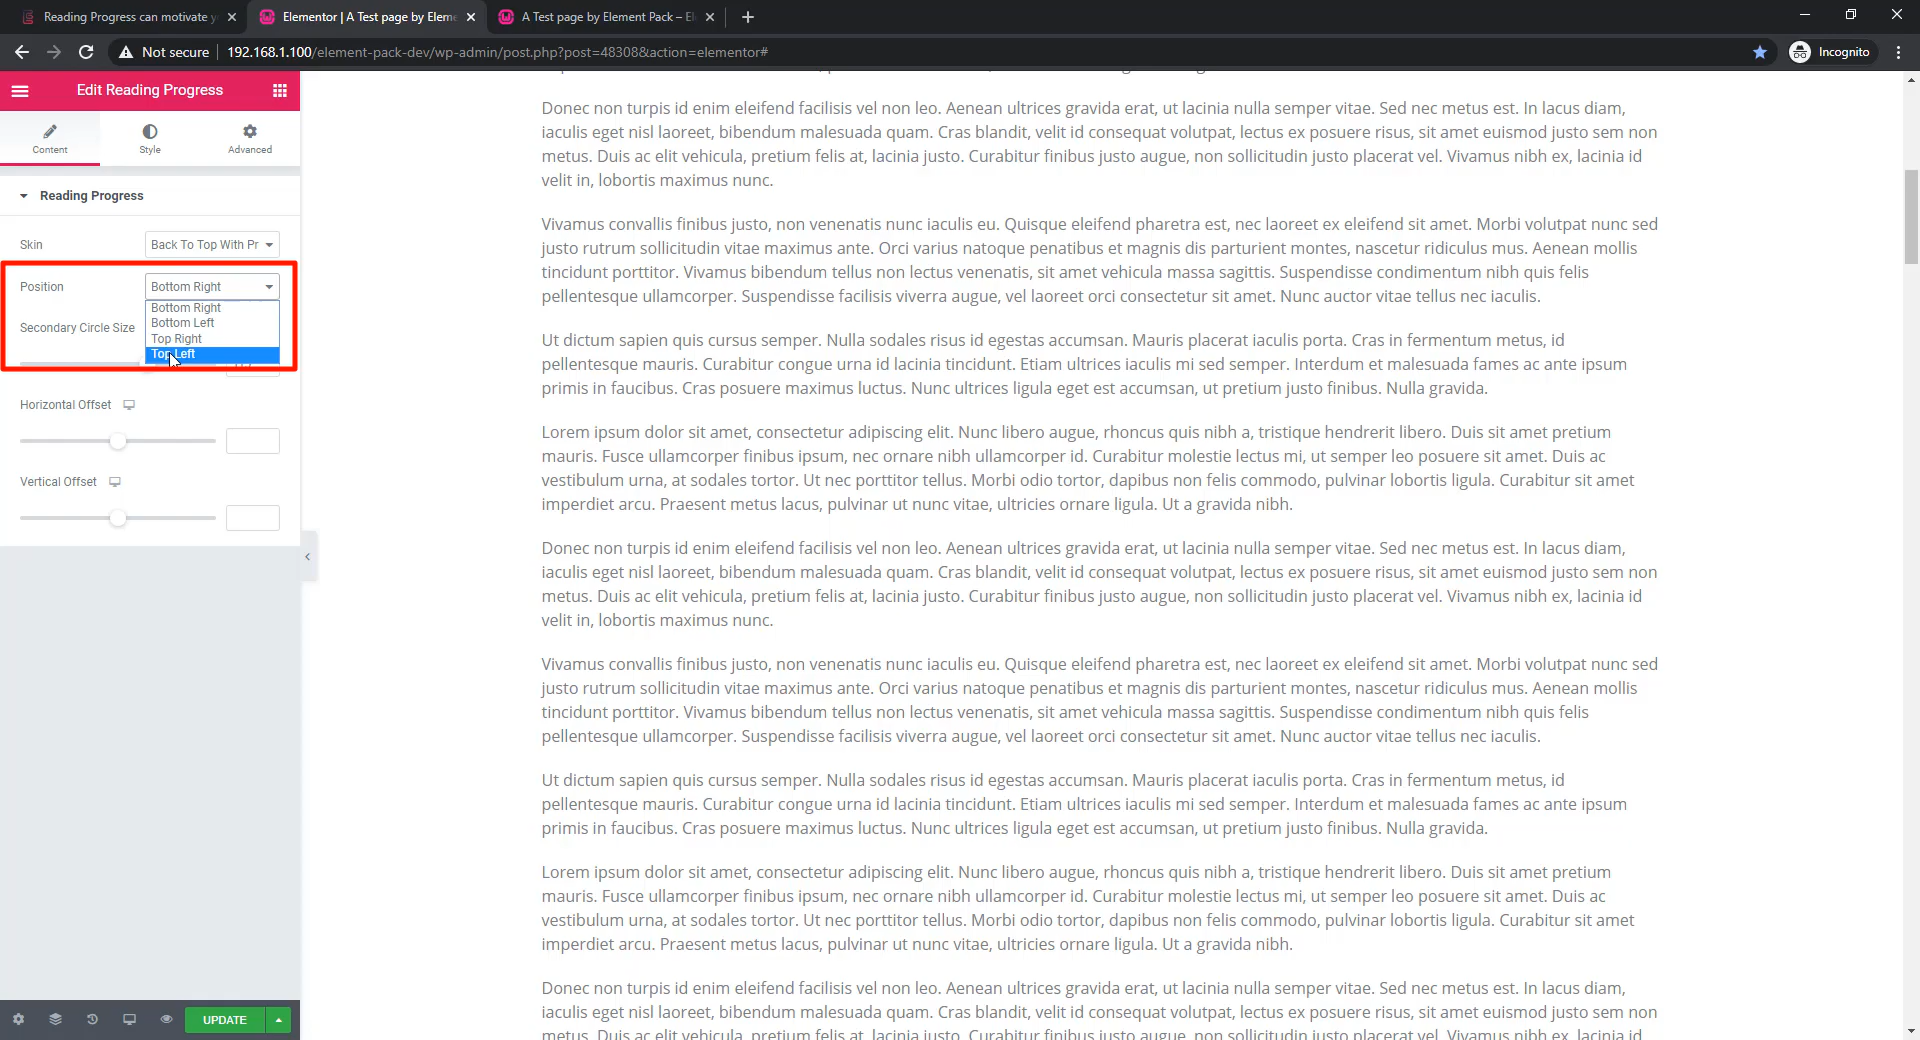 Reading Progress can motivate y
Elementor | A Test page by Eleme
A Test page by Element Pack – El
Not secure
192.168.1.100/element-pack-dev/wp-admin/post.php?post=48308&action=elementor#
Incognito
Edit Reading Progress
Content
Style
Advanced
Reading Progress
Skin
Back To Top With Pr
Position
Bottom Right
Bottom Right
Bottom Left
Secondary Circle Size
Top Right
Top Left
Horizontal Offset
Vertical Offset
UPDATE
Donec non turpis id enim eleifend facilisis vel non leo. Aenean ultrices gravida erat, ut lacinia nulla semper vitae. Sed nec metus est. In lacus diam,
iaculis eget nisl laoreet, bibendum malesuada quam. Cras blandit, velit id consequat volutpat, lectus ex posuere risus, sit amet euismod justo sem non
metus. Duis ac elit vehicula, pretium felis at, lacinia justo. Curabitur finibus justo augue, non sollicitudin justo placerat vel. Vivamus nibh ex, lacinia id
velit in, lobortis maximus nunc.
Vivamus convallis finibus justo, non venenatis nunc iaculis eu. Quisque eleifend pharetra est, nec laoreet ex eleifend sit amet. Morbi volutpat nunc sed
justo rutrum sollicitudin vitae maximus ante. Orci varius natoque penatibus et magnis dis parturient montes, nascetur ridiculus mus. Aenean mollis
tincidunt porttitor. Vivamus bibendum tellus non lectus venenatis, sit amet vehicula massa sagittis. Suspendisse condimentum nibh quis felis
pellentesque ullamcorper. Suspendisse facilisis viverra augue, vel laoreet orci consectetur sit amet. Nunc auctor vitae tellus nec iaculis.
Ut dictum sapien quis cursus semper. Nulla sodales risus id egestas accumsan. Mauris placerat iaculis porta. Cras in fermentum metus, id
pellentesque mauris. Curabitur congue urna id lacinia tincidunt. Etiam ultrices iaculis mi sed semper. Interdum et malesuada fames ac ante ipsum
primis in faucibus. Cras posuere maximus luctus. Nunc ultrices ligula eget est accumsan, ut pretium justo finibus. Nulla gravida.
Lorem ipsum dolor sit amet, consectetur adipiscing elit. Nunc libero augue, rhoncus quis nibh a, tristique hendrerit libero. Duis sit amet pretium
mauris. Fusce ullamcorper finibus ipsum, nec ornare nibh ullamcorper id. Curabitur molestie lectus mi, ut semper leo posuere sit amet. Duis ac
vestibulum urna, at sodales tortor. Ut nec porttitor tellus. Morbi odio tortor, dapibus non felis commodo, pulvinar lobortis ligula. Curabitur sit amet
imperdiet arcu. Praesent metus lacus, pulvinar ut nunc vitae, ultricies ornare ligula. Ut a gravida nibh.
Donec non turpis id enim eleifend facilisis vel non leo. Aenean ultrices gravida erat, ut lacinia nulla semper vitae. Sed nec metus est. In lacus diam,
iaculis eget nisl laoreet, bibendum malesuada quam. Cras blandit, velit id consequat volutpat, lectus ex posuere risus, sit amet euismod justo sem non
metus. Duis ac elit vehicula, pretium felis at, lacinia justo. Curabitur finibus justo augue, non sollicitudin justo placerat vel. Vivamus nibh ex, lacinia id
velit in, lobortis maximus nunc.
Vivamus convallis finibus justo, non venenatis nunc iaculis eu. Quisque eleifend pharetra est, nec laoreet ex eleifend sit amet. Morbi volutpat nunc sed
justo rutrum sollicitudin vitae maximus ante. Orci varius natoque penatibus et magnis dis parturient montes, nascetur ridiculus mus. Aenean mollis
tincidunt porttitor. Vivamus bibendum tellus non lectus venenatis, sit amet vehicula massa sagittis. Suspendisse condimentum nibh quis felis
pellentesque ullamcorper. Suspendisse facilisis viverra augue, vel laoreet orci consectetur sit amet. Nunc auctor vitae tellus nec iaculis.
Ut dictum sapien quis cursus semper. Nulla sodales risus id egestas accumsan. Mauris placerat iaculis porta. Cras in fermentum metus, id
pellentesque mauris. Curabitur congue urna id lacinia tincidunt. Etiam ultrices iaculis mi sed semper. Interdum et malesuada fames ac ante ipsum
primis in faucibus. Cras posuere maximus luctus. Nunc ultrices ligula eget est accumsan, ut pretium justo finibus. Nulla gravida.
Lorem ipsum dolor sit amet, consectetur adipiscing elit. Nunc libero augue, rhoncus quis nibh a, tristique hendrerit libero. Duis sit amet pretium
mauris. Fusce ullamcorper finibus ipsum, nec ornare nibh ullamcorper id. Curabitur molestie lectus mi, ut semper leo posuere sit amet. Duis ac
vestibulum urna, at sodales tortor. Ut nec porttitor tellus. Morbi odio tortor, dapibus non felis commodo, pulvinar lobortis ligula. Curabitur sit amet
imperdiet arcu. Praesent metus lacus, pulvinar ut nunc vitae, ultricies ornare ligula. Ut a gravida nibh.
Donec non turpis id enim eleifend facilisis vel non leo. Aenean ultrices gravida erat, ut lacinia nulla semper vitae. Sed nec metus est. In lacus diam,
iaculis eget nisl laoreet, bibendum malesuada quam. Cras blandit, velit id consequat volutpat, lectus ex posuere risus, sit amet euismod justo sem non
metus. Duis ac elit vehicula, pretium felis at, lacinia justo. Curabitur finibus justo augue, non sollicitudin justo placerat vel. Vivamus nibh ex, lacinia id